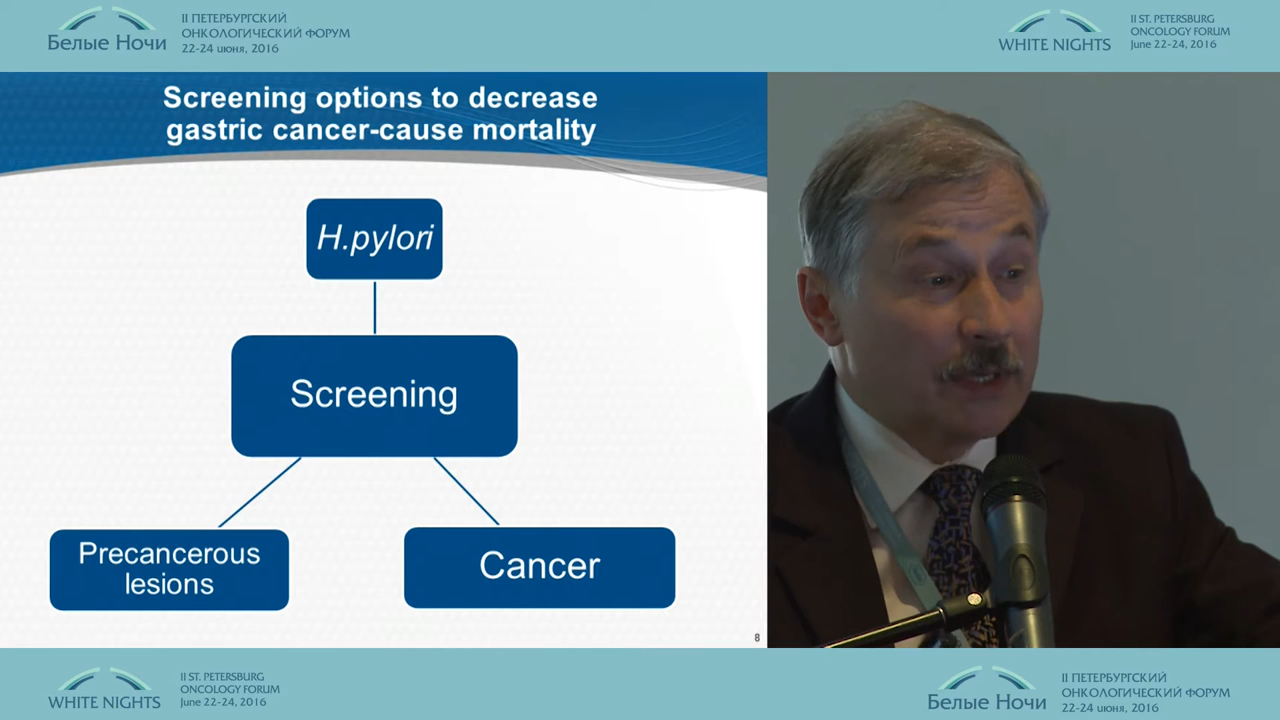 Белые Ночи
II ПЕТЕРБУРГСКИЙ
ОНКОЛОГИЧЕСКИЙ ФОРУМ
22-24 июня, 2016
WHITE NIGHTS
II ST. PETERSBURG
ONCOLOGY FORUM
June 22-24, 2016
Screening options to decrease
gastric cancer-cause mortality
H.pylori
Screening
Precancerous
lesions
Cancer
8
WHITE NIGHTS
II ST. PETERSBURG
ONCOLOGY FORUM
June 22-24, 2016
Белые Ночи
II ПЕТЕРБУРГСКИЙ
ОНКОЛОГИЧЕСКИЙ ФОРУМ
22-24 июня, 2016